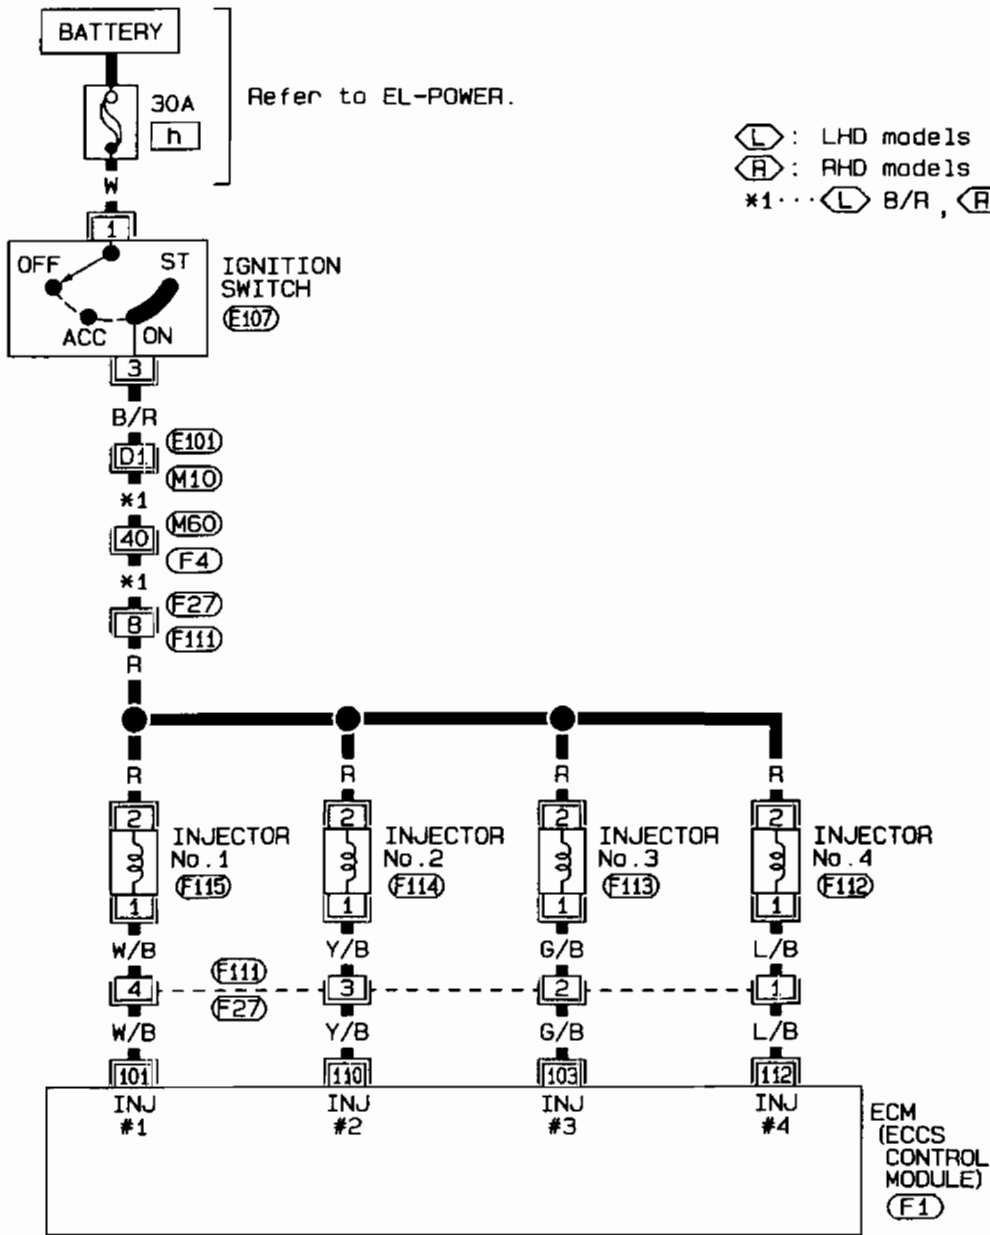 BATTERY
30A
h
Refer to EL-POWER.
L : LHD models
R : RHD models
*1··· L B/R , R
W
1
OFF
ST
ACC
ON
IGNITION
SWITCH
E107
3
B/R
D1
E101
M10
*1
40
M60
F4
*1
F27
F111
R
R R R R
2 2 2 2
INJECTOR
No.1
F115
INJECTOR
No.2
F114
INJECTOR
No.3
F113
INJECTOR
No.4
F112
1 1 1 1
W/B Y/B G/B L/B
F111
4 3 2 1
F27
W/B Y/B G/B L/B
101 110 103 112
INJ
#1
INJ
#2
INJ
#3
INJ
#4
ECM
(ECCS
CONTROL
MODULE)
F1